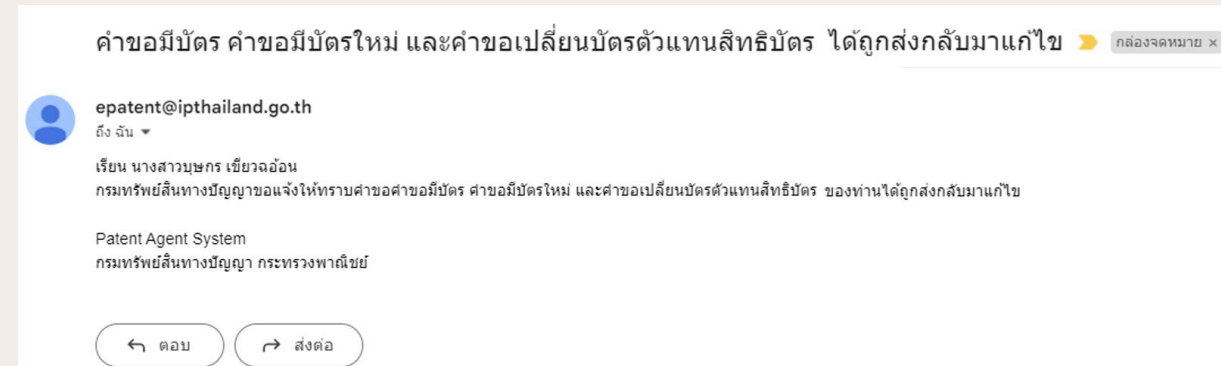 คำขอมีบัตร คำขอมีบัตรใหม่ และคำขอเปลี่ยนบัตรตัวแทนสิทธิบัตร ได้ถูกส่งกลับมาแก้ไข กล่องจดหมาย ×
epatent@ipthailand.go.th
ถึง ฉัน
เรียน นางสาวบุษกร เขียวฉอ้อน
กรมทรัพย์สินทางปัญญาขอแจ้งให้ทราบคำขอคำขอมีบัตร คำขอมีบัตรใหม่ และคำขอเปลี่ยนบัตรตัวแทนสิทธิบัตร ของท่านได้ถูกส่งกลับมาแก้ไข
Patent Agent System
กรมทรัพย์สินทางปัญญา กระทรวงพาณิชย์
ตอบ ส่งต่อ